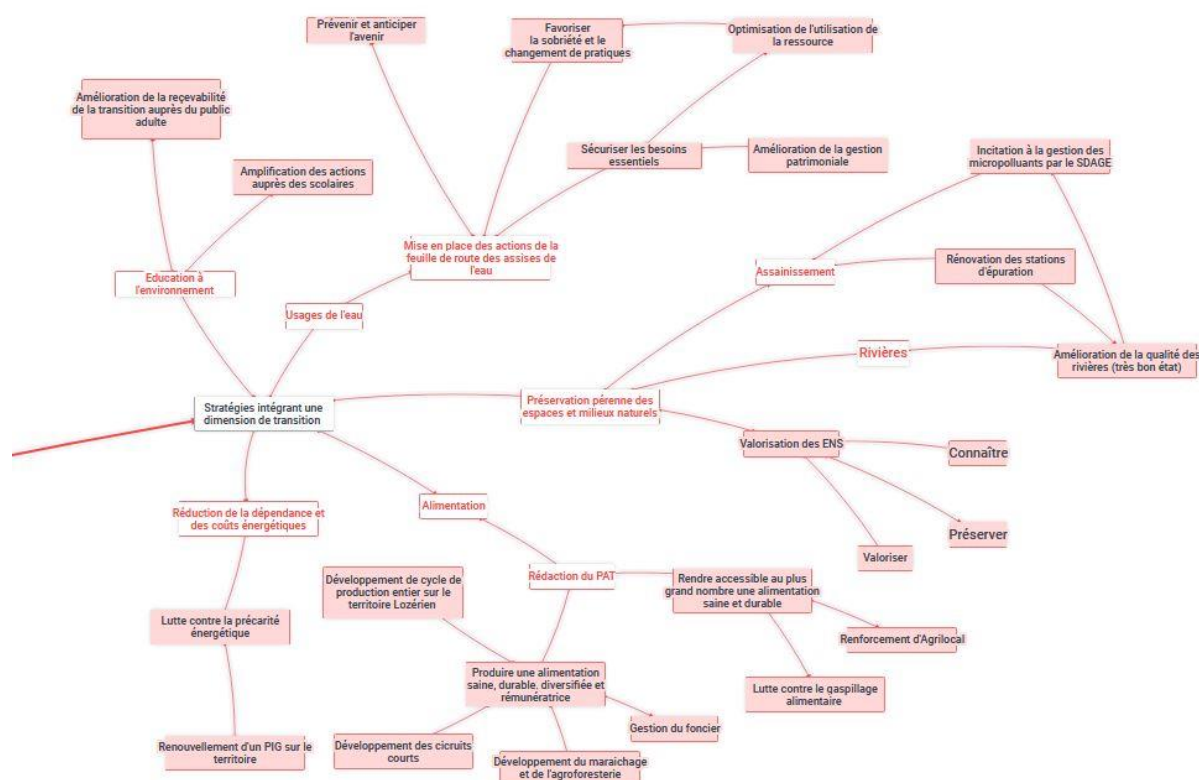 Prévenir et anticiper
l'avenir
Favoriser
la sobriété et le
changement de pratiques
Optimisation de l'utilisation de
la ressource
Amélioration de la reçevabilité
de la transition auprès du public
adulte
Sécuriser les besoins
essentiels
Amélioration de la gestion
patrimoniale
Incitation à la gestion des
micropolluants par le SDAGE
Amplification des actions
auprès des scolaires
Mise en place des actions de la
feuille de route des assises de
l'eau
Education à
l'environnement
Assainissement
Rénovation des stations
d'épuration
Usages de l'eau
Rivières
Amélioration de la qualité des
rivières (très bon état)
Stratégies intégrant une
dimension de transition
Préservation pérenne des
espaces et milieux naturels
Valorisation des ENS
Connaître
Préserver
Valoriser
Réduction de la dépendance et
des coûts énergétiques
Alimentation
Développement de cycle de
production entier sur le
territoire Lozérien
Rédaction du PAT
Rendre accessible au plus
grand nombre une alimentation
saine et durable
Lutte contre la précarité
énergétique
Renforcement d'Agrilocal
Produire une alimentation
saine, durable, diversifiée et
rémunératrice
Lutte contre le gaspillage
alimentaire
Gestion du foncier
Renouvellement d'un PIG sur le
territoire
Développement des cicruits
courts
Développement du maraichage
et de l'agroforesterie